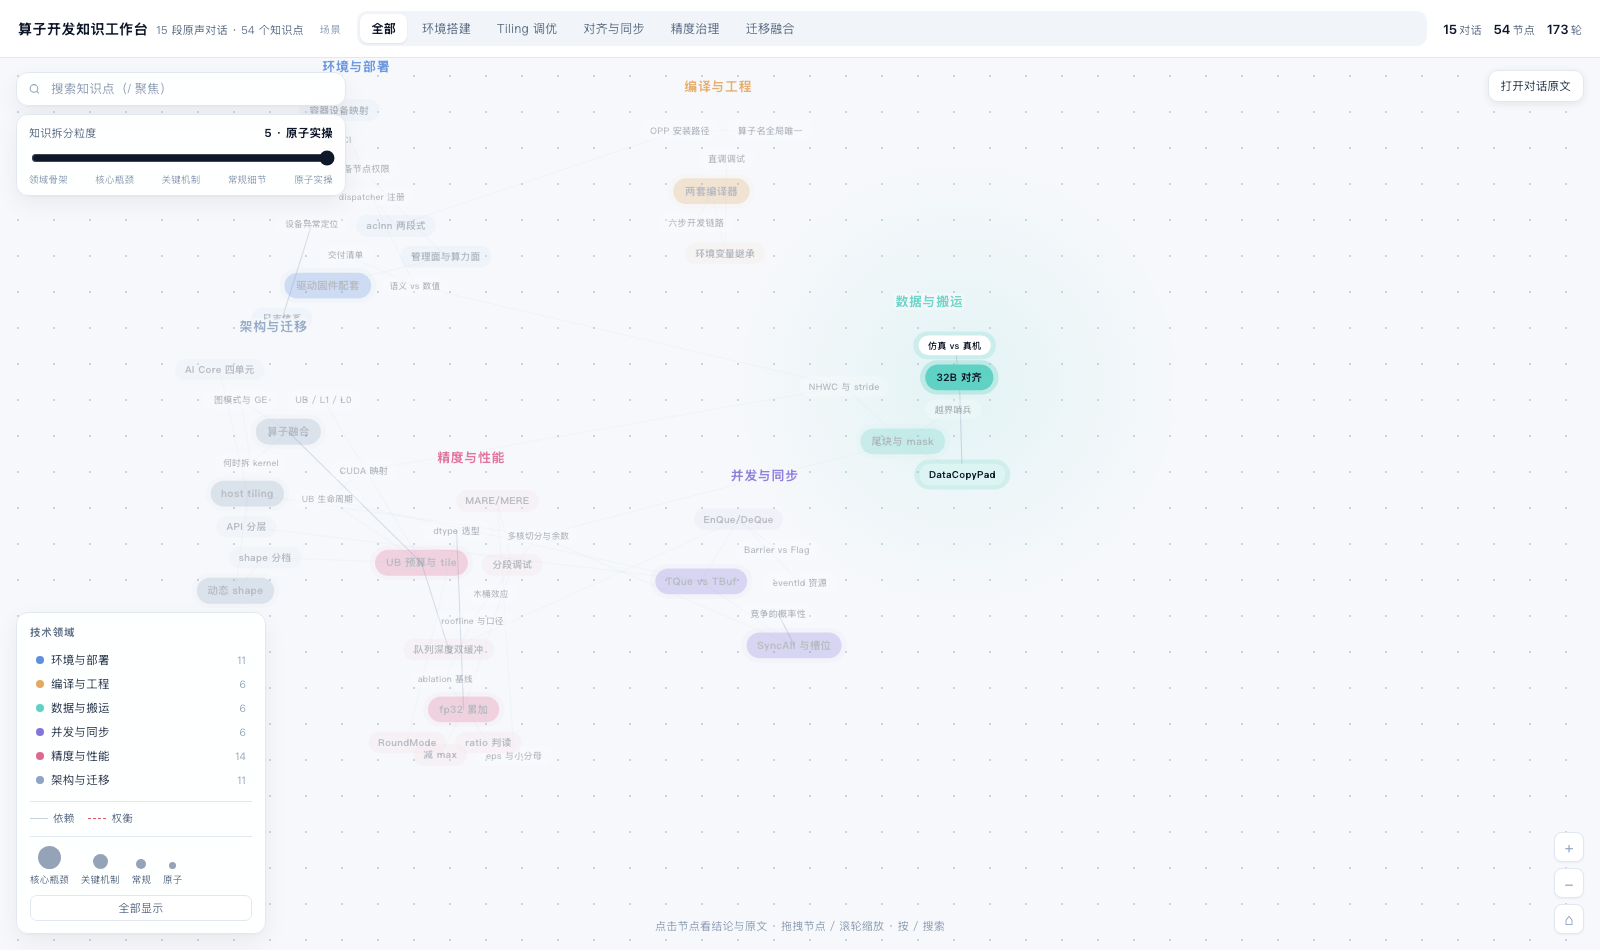 算子开发知识工作台
15 段原声对话 · 54 个知识点
场景
全部
环境搭建
Tiling 调优
对齐与同步
精度治理
迁移融合
15 对话
54 节点
173 轮
搜索知识点（/ 聚焦）
打开对话原文
知识拆分粒度
5 · 原子实操
领域骨架
核心瓶颈
关键机制
常规细节
原子实操
环境与部署
容器设备映射
备节点权限
dispatcher 注册
设备异常定位
aclnn 两段式
交付清单
管理面与算力面
驱动固件配套
语义 vs 数值
编译与工程
OPP 安装路径
算子名全局唯一
直调调试
两套编译器
六步开发链路
环境变量继承
数据与搬运
仿真 vs 真机
32B 对齐
NHWC 与 stride
越界哨兵
尾块与 mask
DataCopyPad
架构与迁移
AI Core 四单元
图模式与 GE
UB / L1 / L0
算子融合
何时拆 kernel
CUDA 映射
host tiling
UB 生命周期
API 分层
shape 分档
动态 shape
精度与性能
MARE/MERE
dtype 选型
多核切分与余数
UB 预算与 tile
分段调试
木桶效应
roofline 与口径
队列深度双缓冲
ablation 基线
fp32 累加
RoundMode
ratio 判读
减 max
eps 与小分母
并发与同步
EnQue/DeQue
Barrier vs Flag
TQue vs TBuf
eventId 资源
竞争的概率性
SyncAll 与槽位
技术领域
环境与部署 11
编译与工程 6
数据与搬运 6
并发与同步 6
精度与性能 14
架构与迁移 11
依赖
权衡
核心瓶颈
关键机制
常规
原子
全部显示
点击节点看结论与原文 · 拖拽节点 / 滚轮缩放 · 按 / 搜索
+
−
⌂